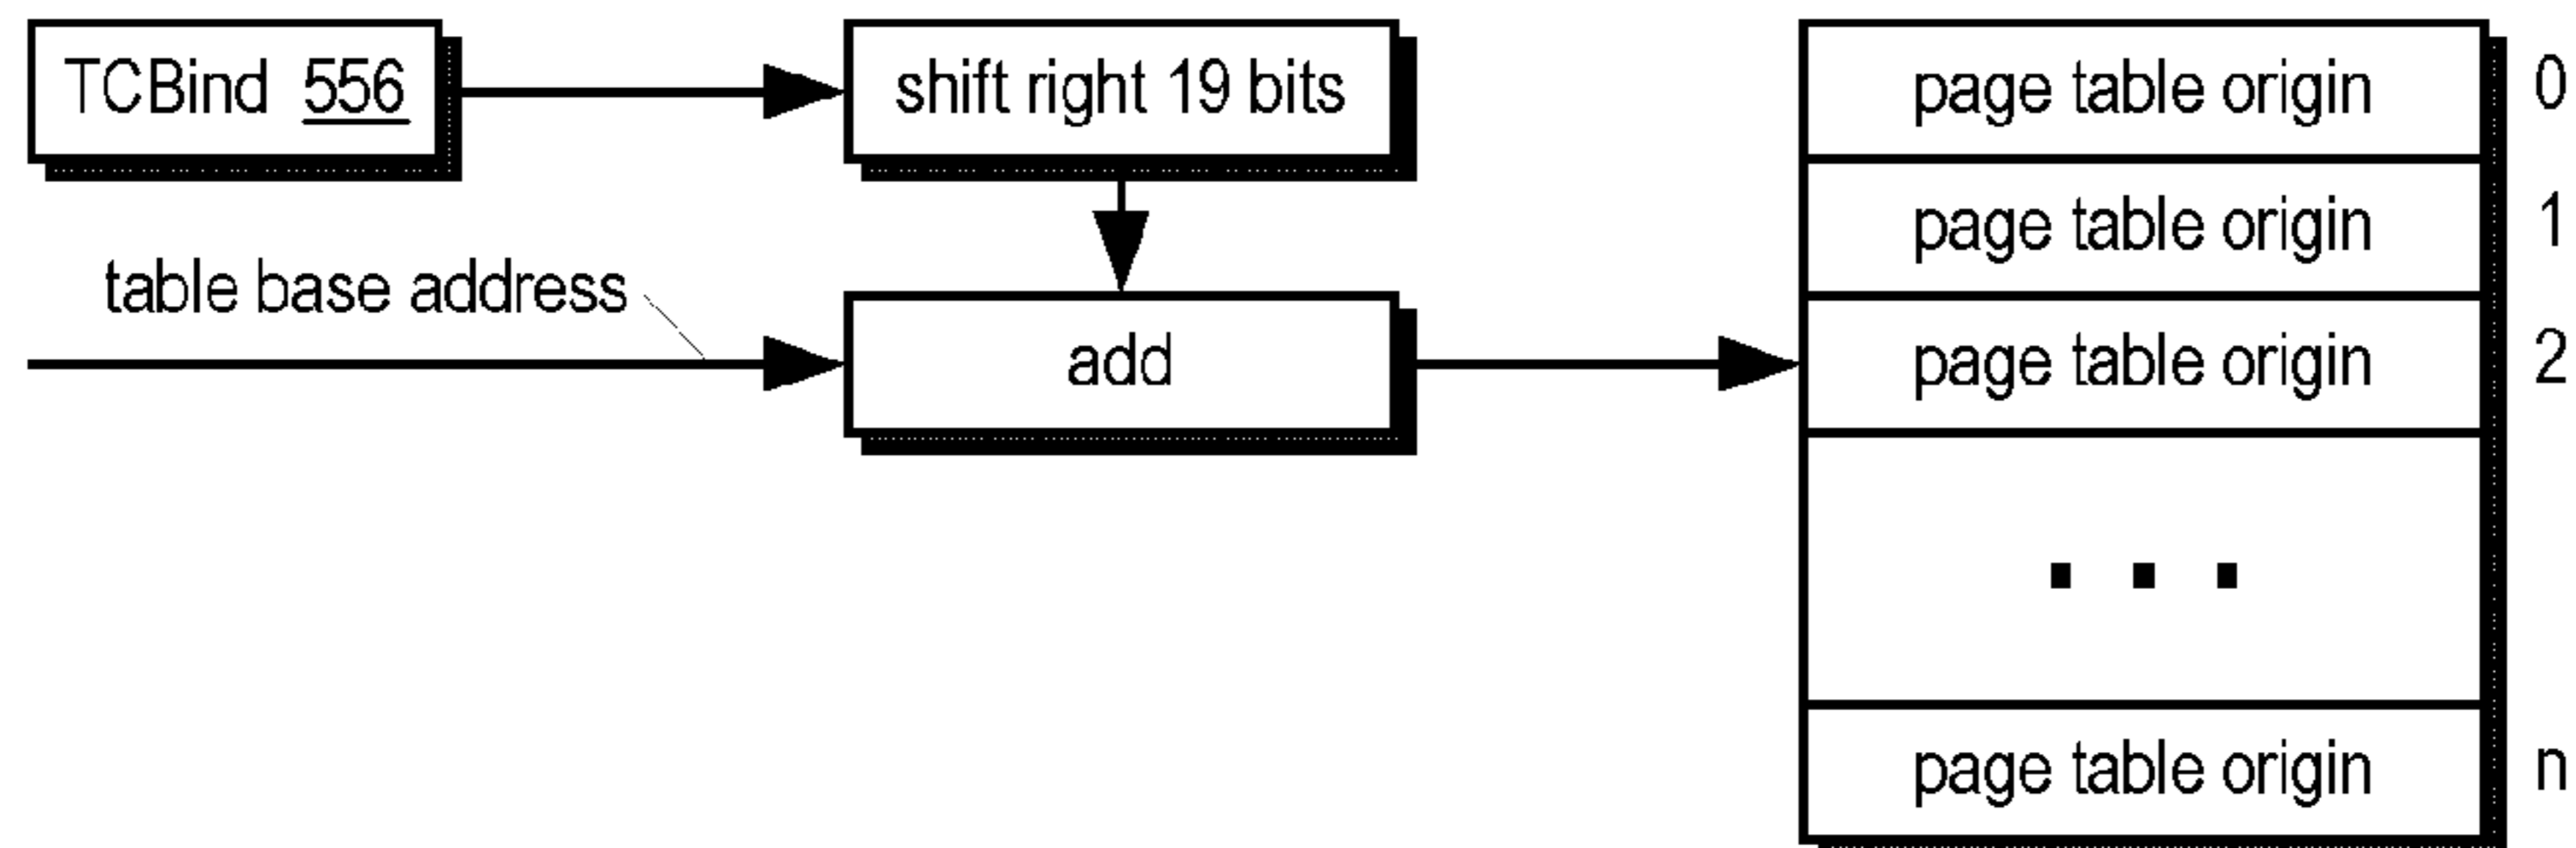 TCBind 556
shift right 19 bits
table base address
add
page table origin 0
page table origin 1
page table origin 2
. . .
page table origin n